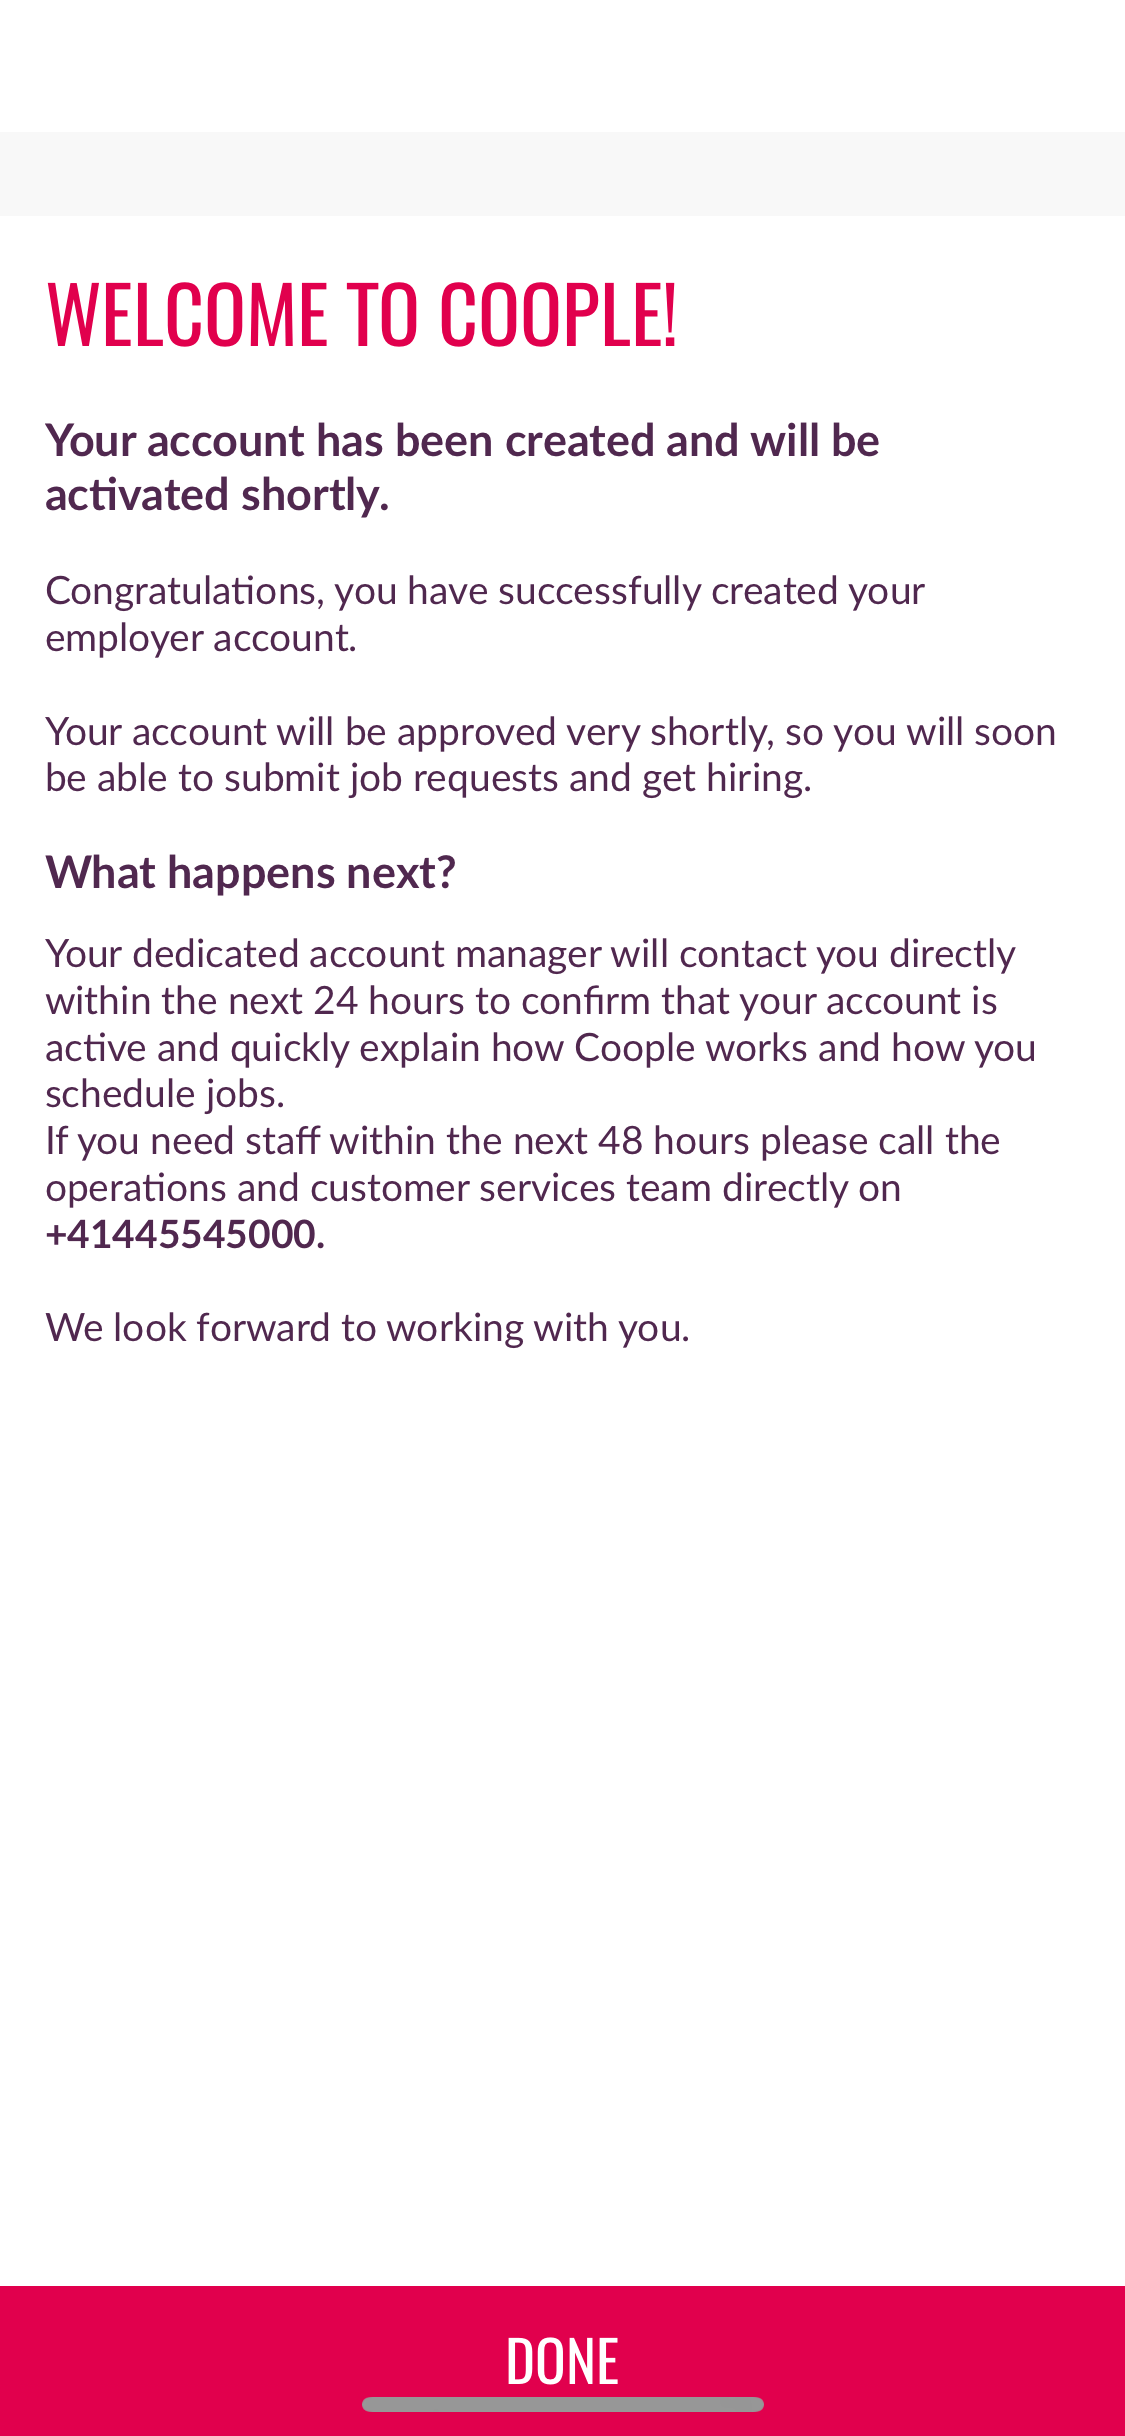 WELCOME TO COOPLE!
Your account has been created and will be
activated shortly.
Congratulations, you have successfully created your
employer account.
Your account will be approved very shortly, so you will soon
be able to submit job requests and get hiring.
What happens next?
Your dedicated account manager will contact you directly
within the next 24 hours to confirm that your account is
active and quickly explain how Coople works and how you
schedule jobs.
If you need staff within the next 48 hours please call the
operations and customer services team directly on
+41445545000.
We look forward to working with you.
DONE